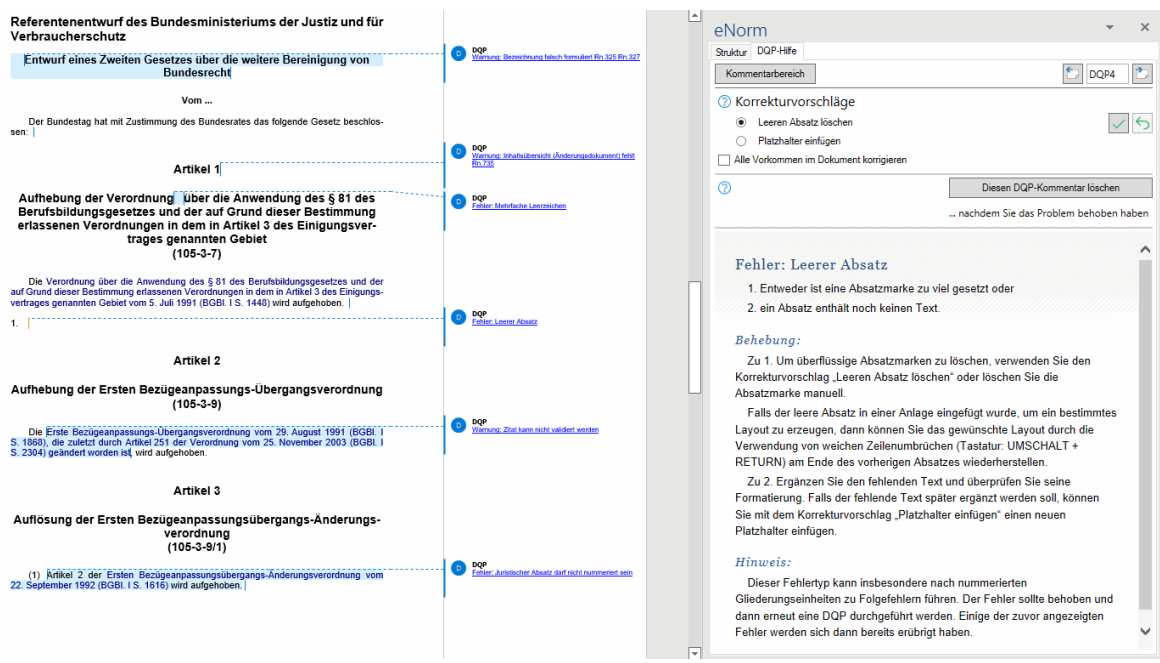 Referentenentwurf des Bundesministeriums der Justiz und für
Verbraucherschutz
Entwurf eines Zweiten Gesetzes über die weitere Bereinigung von
Bundesrecht
Vom ...
Der Bundestag hat mit Zustimmung des Bundesrates das folgende Gesetz beschlos-
sen:
Artikel 1
Aufhebung der Verordnung über die Anwendung des § 81 des
Berufsbildungsgesetzes und der auf Grund dieser Bestimmung
erlassenen Verordnungen in dem in Artikel 3 des Einigungsver-
trages genannten Gebiet
(105-3-7)
Die Verordnung über die Anwendung des § 81 des Berufsbildungsgesetzes und der
auf Grund dieser Bestimmung erlassenen Verordnungen in dem in Artikel 3 des Einigungs-
vertrages genannten Gebiet vom 5. Juli 1991 (BGBl. I S. 1448) wird aufgehoben.
1.
Artikel 2
Aufhebung der Ersten Bezügeanpassungs-Übergangsverordnung
(105-3-9)
Die Erste Bezügeanpassungs-Übergangsverordnung vom 29. August 1991 (BGBl. I
S. 1868), die zuletzt durch Artikel 251 der Verordnung vom 25. November 2003 (BGBl. I
S. 2304) geändert worden ist, wird aufgehoben.
Artikel 3
Auflösung der Ersten Bezügeanpassungsübergangs-Änderungs-
verordnung
(105-3-9/1)
(1) Artikel 2 der Ersten Bezügeanpassungsübergangs-Änderungsverordnung vom
22. September 1992 (BGBl. I S. 1616) wird aufgehoben.
D DQP
Warnung: Bezeichnung falsch formuliert Rn.325 Rn.327
D DQP
Warnung: Inhaltsübersicht (Änderungsdokument) fehlt
Rn.735
D DQP
Fehler: Mehrfache Leerzeichen
D DQP
Fehler: Leerer Absatz
D DQP
Warnung: Zitat kann nicht validiert werden
D DQP
Fehler: Juristischer Absatz darf nicht nummeriert sein
eNorm
Struktur DQP-Hilfe
Kommentarbereich DQP4
Korrekturvorschläge
Leeren Absatz löschen
Platzhalter einfügen
Alle Vorkommen im Dokument korrigieren
Diesen DQP-Kommentar löschen
... nachdem Sie das Problem behoben haben
Fehler: Leerer Absatz
1. Entweder ist eine Absatzmarke zu viel gesetzt oder
2. ein Absatz enthält noch keinen Text.
Behebung:
Zu 1. Um überflüssige Absatzmarken zu löschen, verwenden Sie den
Korrekturvorschlag „Leeren Absatz löschen" oder löschen Sie die
Absatzmarke manuell.
Falls der leere Absatz in einer Anlage eingefügt wurde, um ein bestimmtes
Layout zu erzeugen, dann können Sie das gewünschte Layout durch die
Verwendung von weichen Zeilenumbrüchen (Tastatur: UMSCHALT +
RETURN) am Ende des vorherigen Absatzes wiederherstellen.
Zu 2. Ergänzen Sie den fehlenden Text und überprüfen Sie seine
Formatierung. Falls der fehlende Text später ergänzt werden soll, können
Sie mit dem Korrekturvorschlag „Platzhalter einfügen" einen neuen
Platzhalter einfügen.
Hinweis:
Dieser Fehlertyp kann insbesondere nach nummerierten
Gliederungseinheiten zu Folgefehlern führen. Der Fehler sollte behoben und
dann erneut eine DQP durchgeführt werden. Einige der zuvor angezeigten
Fehler werden sich dann bereits erübrigt haben.